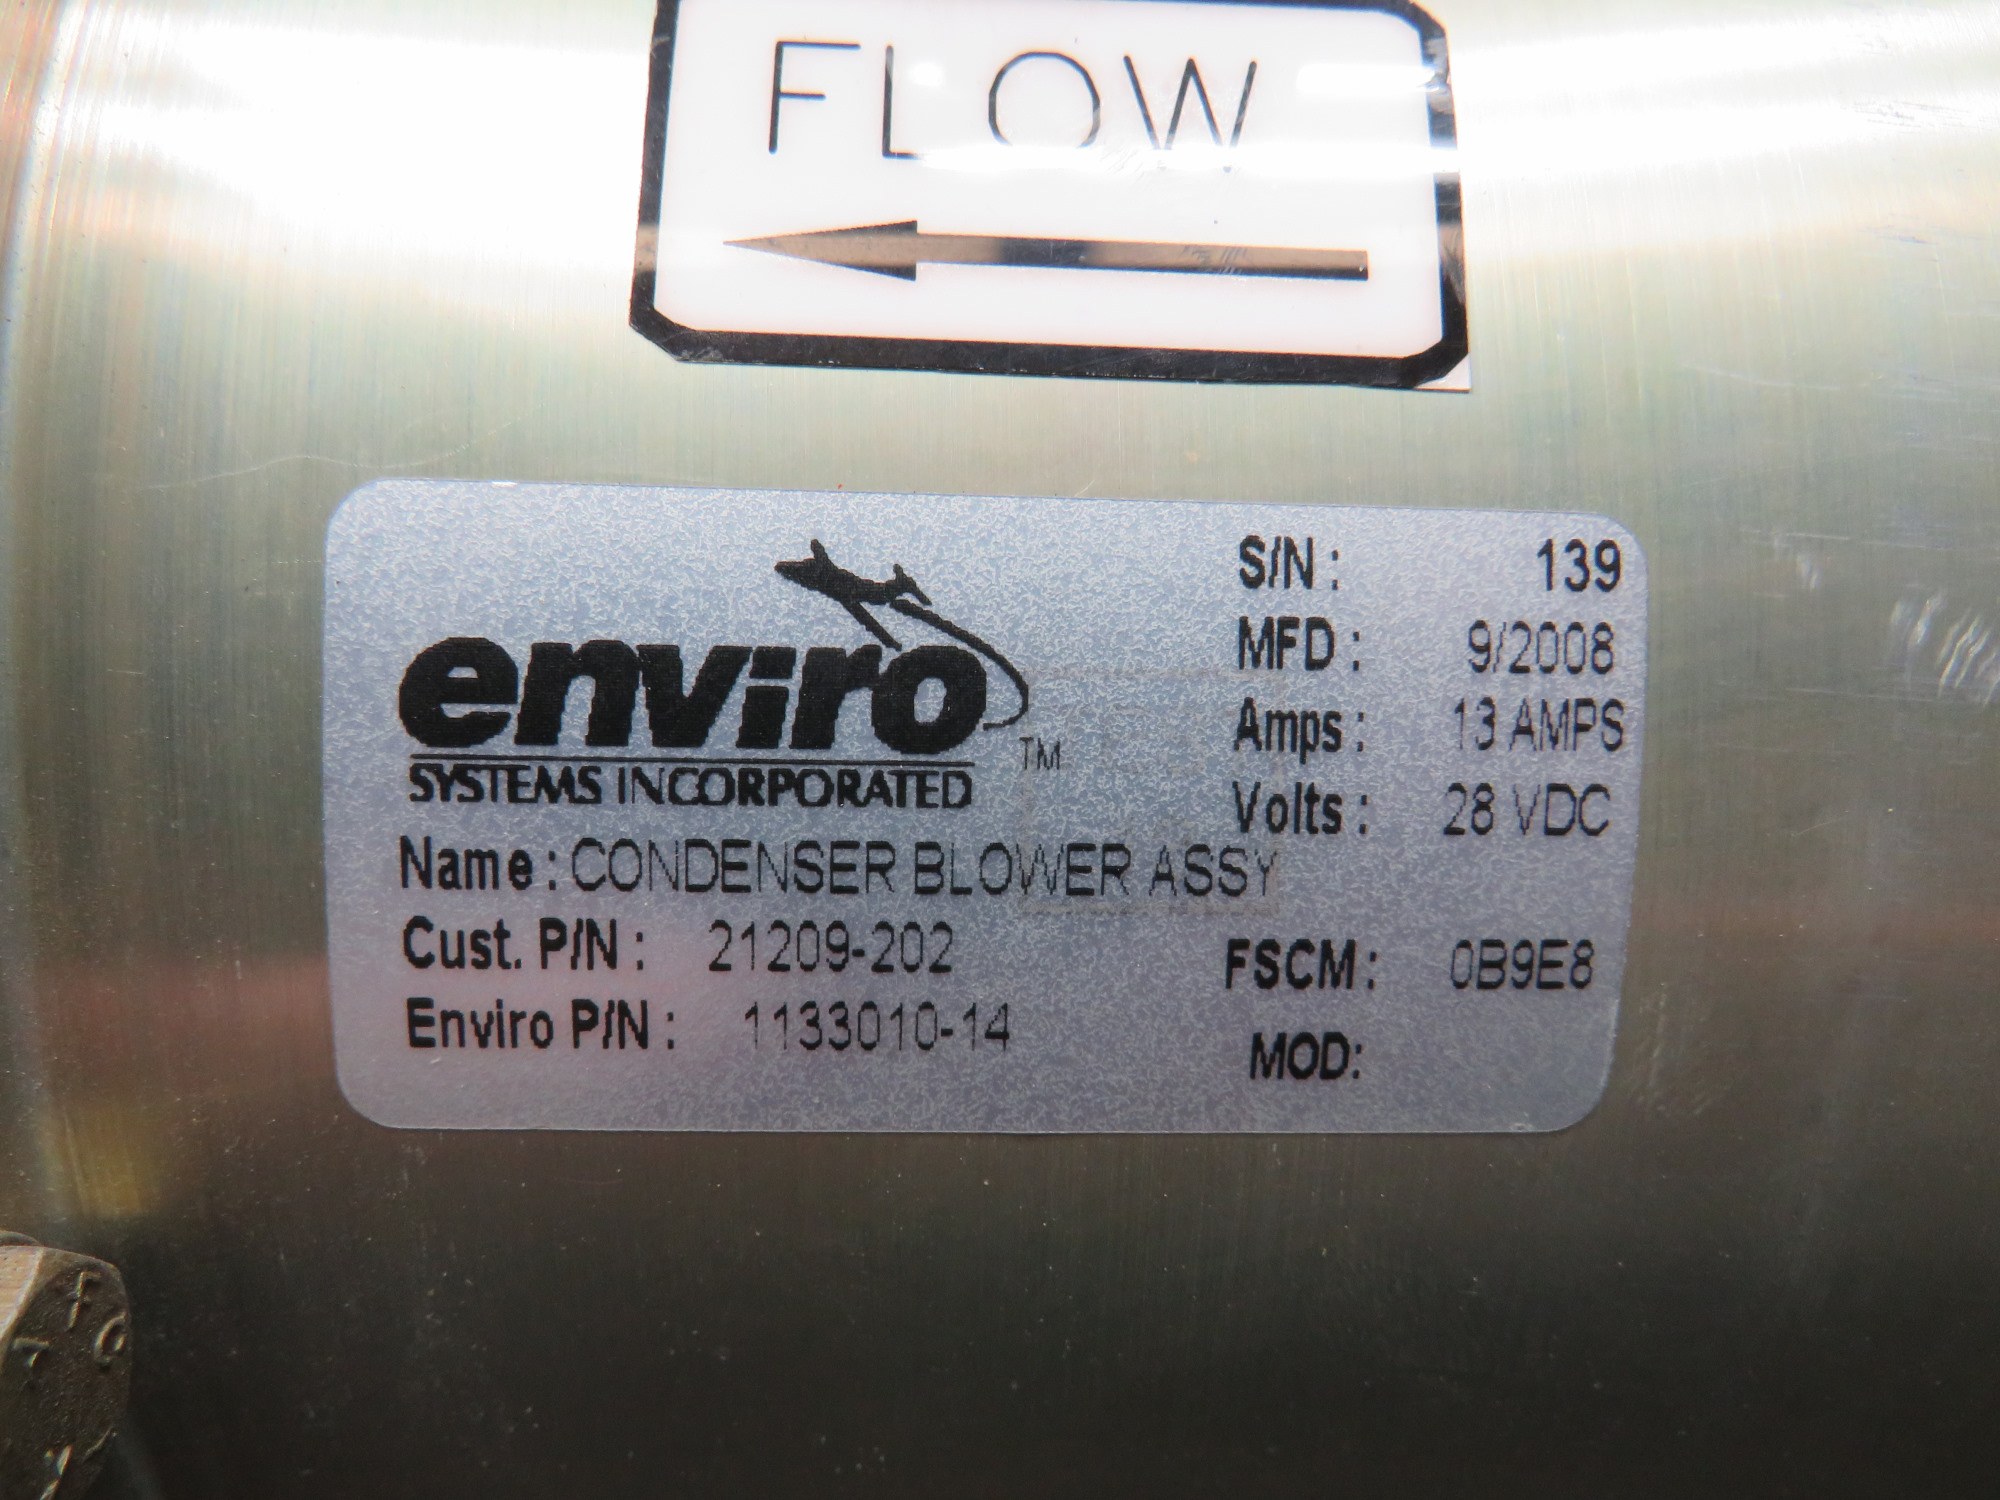 FLOW
enviro
TM
SYSTEMS INCORPORATED
S/N: 139
MFD: 9/2008
Amps: 13 AMPS
Volts: 28 VDC
Name: CONDENSER BLOWER ASSY
Cust. P/N: 21209-202
FSCM: 0B9E8
Enviro P/N: 1133010-14
MOD: